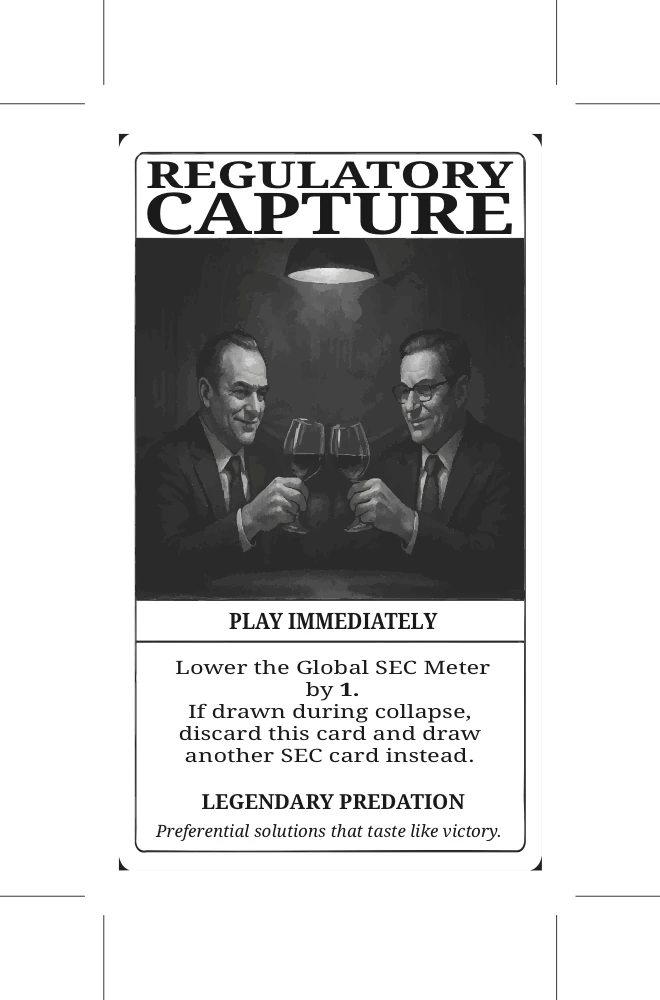 REGULATORY
CAPTURE
PLAY IMMEDIATELY
Lower the Global SEC Meter
by 1.
If drawn during collapse,
discard this card and draw
another SEC card instead.
LEGENDARY PREDATION
Preferential solutions that taste like victory.